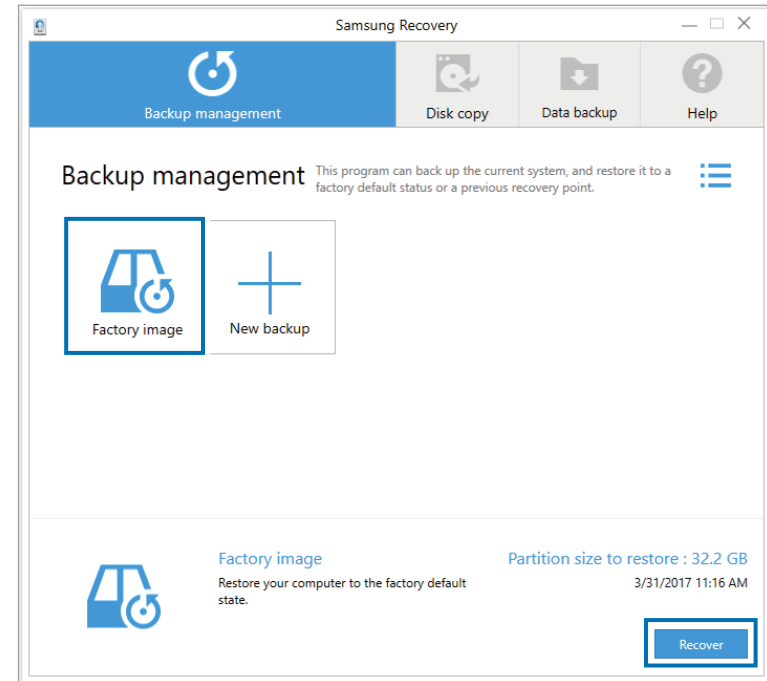 Samsung Recovery
Backup management
Disk copy
Data backup
Help
Backup management
This program can back up the current system, and restore it to a
factory default status or a previous recovery point.
Factory image
New backup
Factory image
Restore your computer to the factory default
state.
Partition size to restore : 32.2 GB
3/31/2017 11:16 AM
Recover